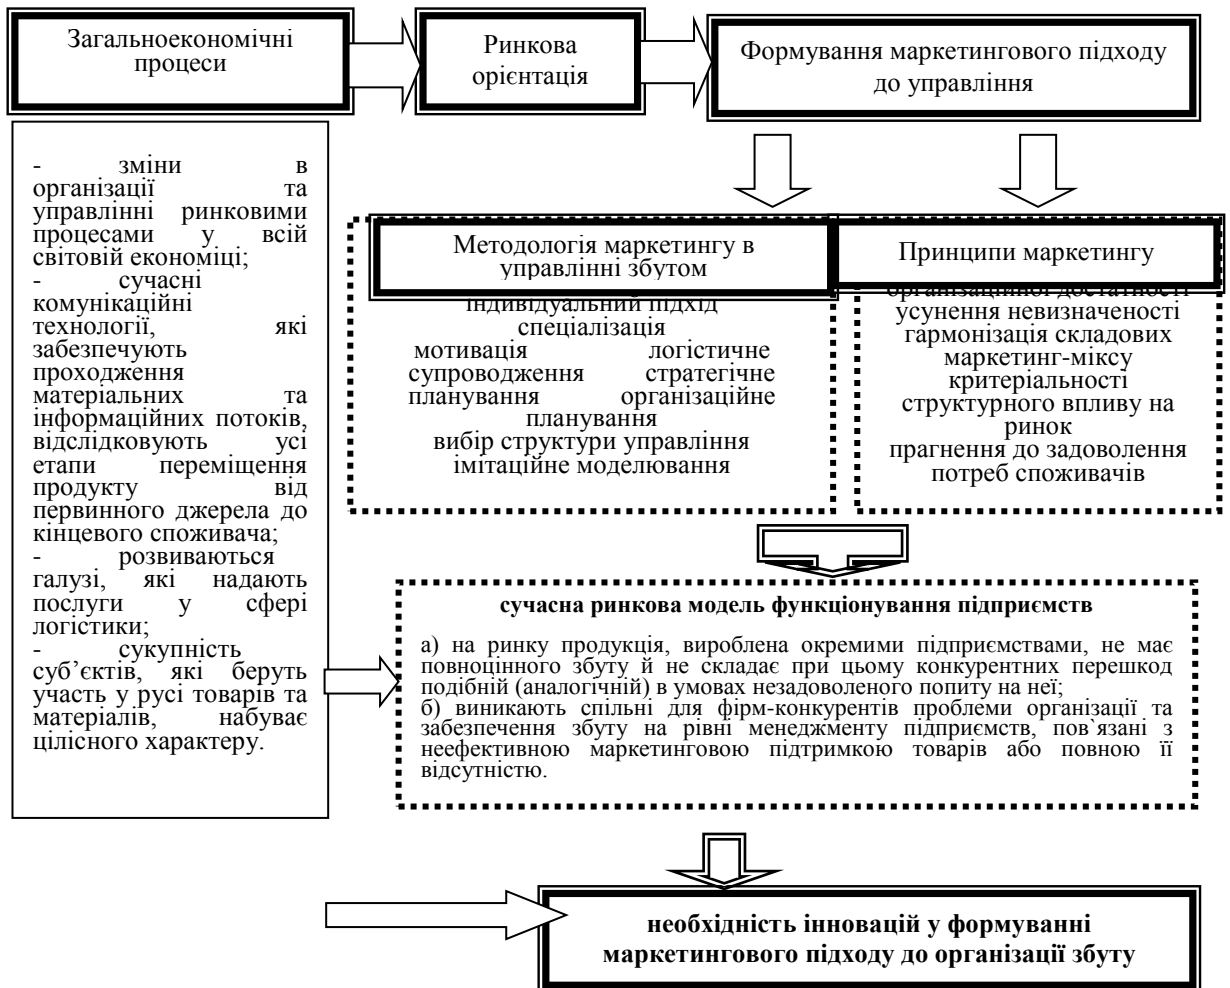 Загальноекономічні
процеси
Ринкова
орієнтація
Формування маркетингового підходу
до управління
- зміни в
організації та
управлінні ринковими
процесами у всій
світовій економіці;
- сучасні
комунікаційні
технології, які
забезпечують
проходження
матеріальних та
інформаційних потоків,
відслідковують усі
етапи переміщення
продукту від
первинного джерела до
кінцевого споживача;
- розвиваються
галузі, які надають
послуги у сфері
логістики;
- сукупність
суб’єктів, які беруть
участь у русі товарів та
матеріалів, набуває
цілісного характеру.
Методологія маркетингу в
управлінні збутом
індивідуальний підхід
спеціалізація
мотивація логістичне
супроводження стратегічне
планування організаційне
планування
вибір структури управління
імітаційне моделювання
Принципи маркетингу
організаційної достатності
усунення невизначеності
гармонізація складових
маркетинг-міксу
критеріальності
структурного впливу на
ринок
прагнення до задоволення
потреб споживачів
сучасна ринкова модель функціонування підприємств
а) на ринку продукція, вироблена окремими підприємствами, не має
повноцінного збуту й не складає при цьому конкурентних перешкод
подібній (аналогічній) в умовах незадоволеного попиту на неї;
б) виникають спільні для фірм-конкурентів проблеми організації та
забезпечення збуту на рівні менеджменту підприємств, пов`язані з
неефективною маркетинговою підтримкою товарів або повною її
відсутністю.
необхідність інновацій у формуванні
маркетингового підходу до організації збуту